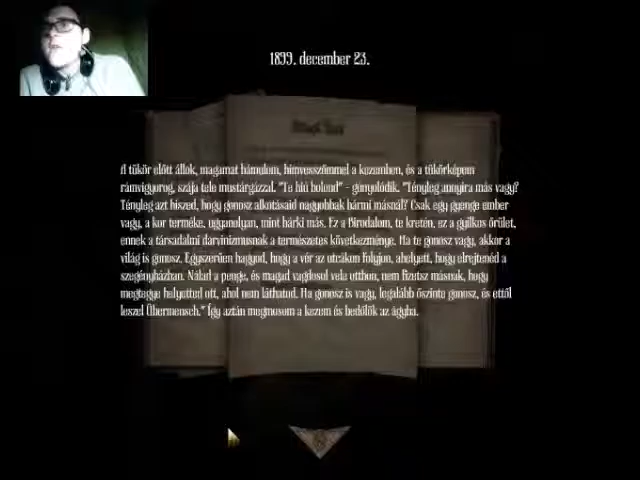 1899. december 23.
A tükör előtt állok, magamat bámulom, hímvesszőmmel a kezemben, és a tükörképem
rámvigyorog, szája tele mustárgázzal. "Te hiú bolond" - gúnyolódik. "Tényleg annyira más vagy?
Tényleg azt hiszed, hogy gonosz alkotásaid nagyobbak bármi másnál? Csak egy gyenge ember
vagy, a kor terméke, ugyanolyan, mint bárki más. Ez a Birodalom, te kretén, ez a gyilkos őrület,
ennek a társadalmi darvinizmusnak a természetes következménye. Ha te gonosz vagy, akkor a
világ is gonosz. Egyszerűen hagyod, hogy a vér az utcákon folyjon, ahelyett, hogy elrejtenéd a
szegényházban. Nálad a penge, és magad vagdosol vele otthon, nem fizetsz másnak, hogy
megtegye helyetted ott, ahol nem láthatod. Ha gonosz is vagy, legalább őszinte gonosz, és ettől
leszel Übermensch." Így aztán megmosom a kezem és bedőlök az ágyba.